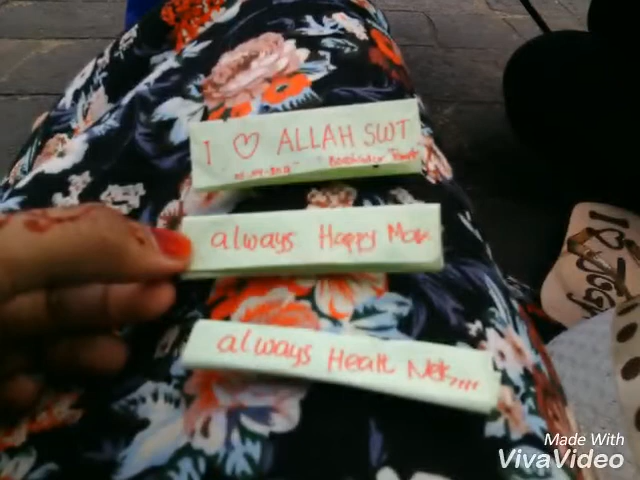 I ♡ ALLAH SWT
always Happy Mak
always Healt Nek,,,,
I ♡
Made With
VivaVideo